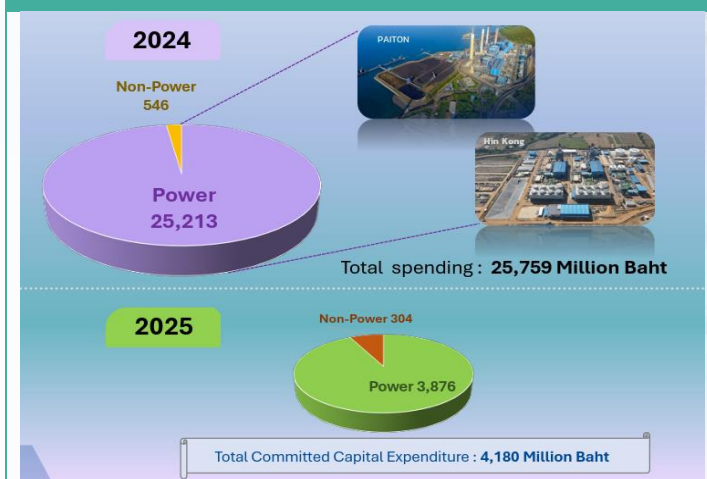 2024
PAITON
Non-Power
546
Hin Kong
Power
25,213
Total spending : 25,759 Million Baht
2025
Non-Power 304
Power 3,876
Total Committed Capital Expenditure : 4,180 Million Baht